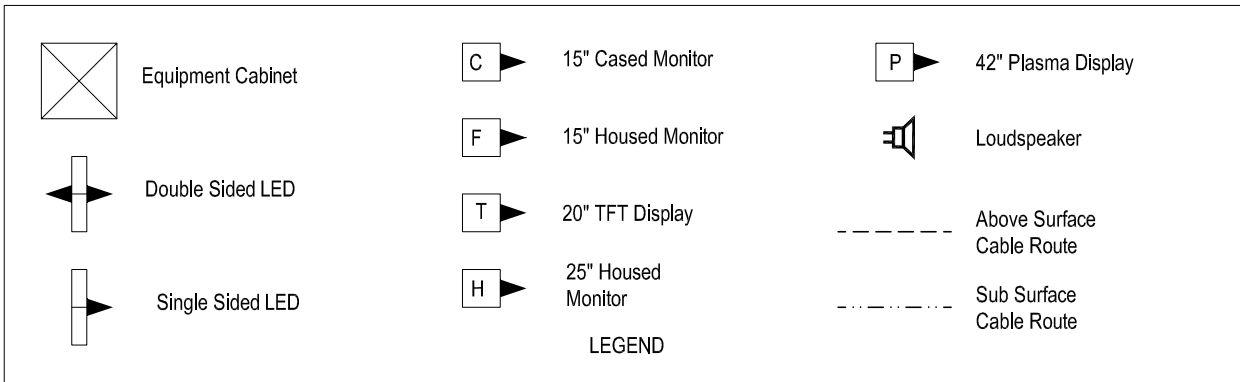 Equipment Cabinet
Double Sided LED
Single Sided LED
C
15" Cased Monitor
F
15" Housed Monitor
T
20" TFT Display
H
25" Housed
Monitor
LEGEND
P
42" Plasma Display
Loudspeaker
Above Surface
Cable Route
Sub Surface
Cable Route